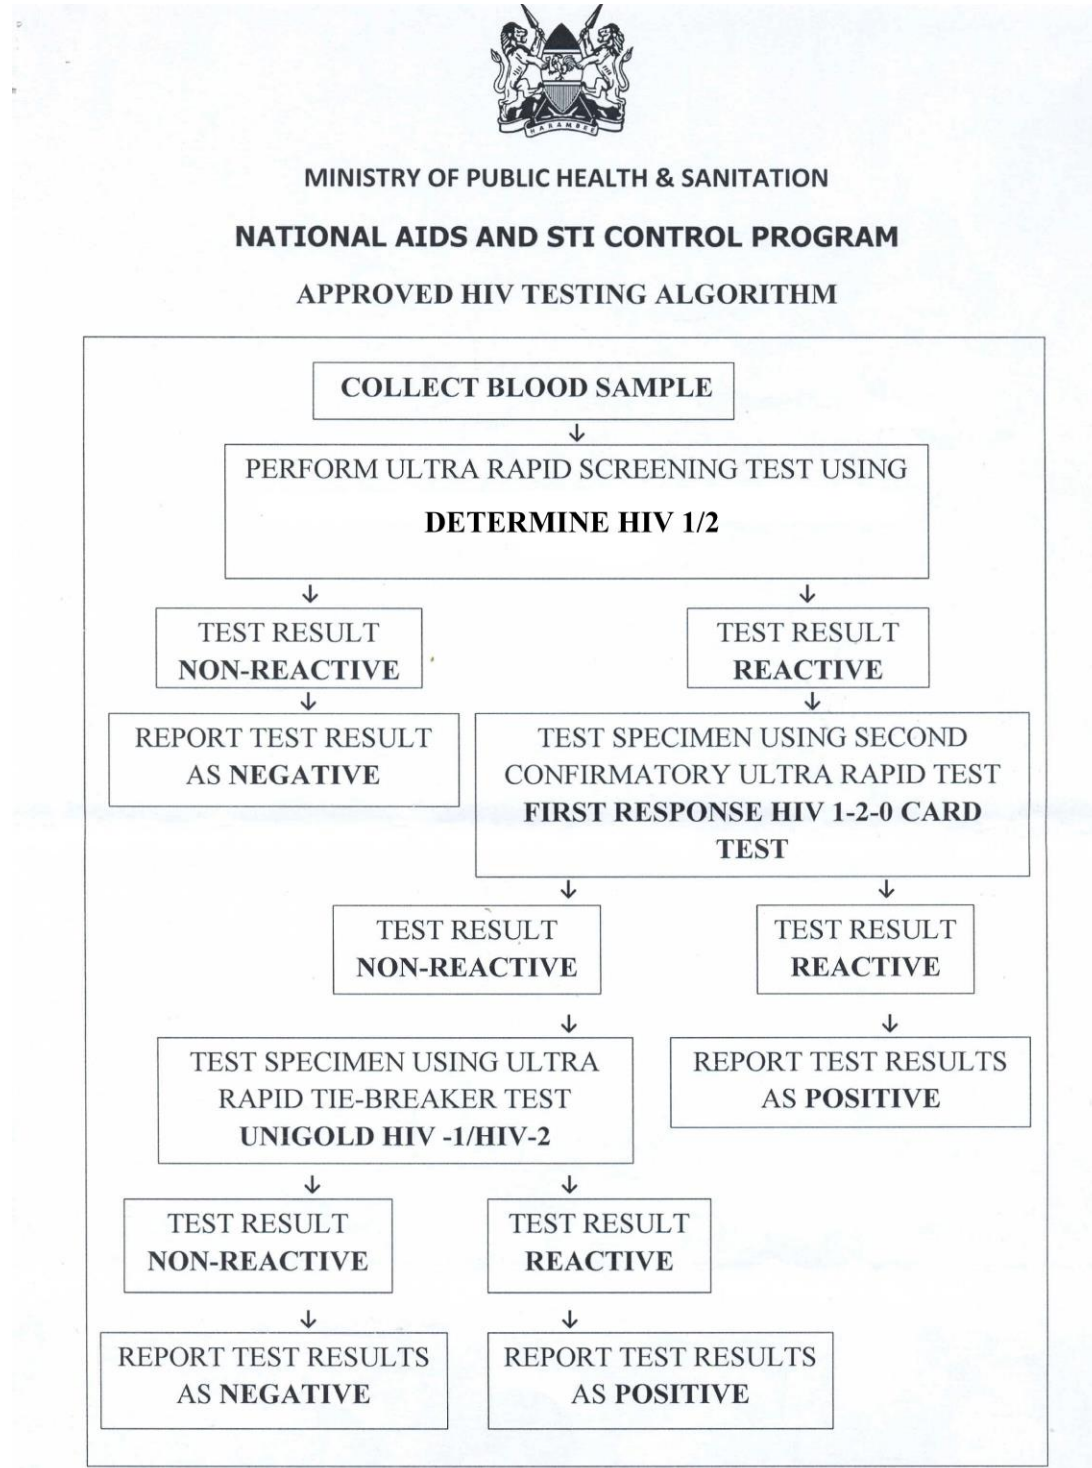 HARAMBEE
MINISTRY OF PUBLIC HEALTH & SANITATION
NATIONAL AIDS AND STI CONTROL PROGRAM
APPROVED HIV TESTING ALGORITHM
COLLECT BLOOD SAMPLE
PERFORM ULTRA RAPID SCREENING TEST USING
DETERMINE HIV 1/2
TEST RESULT
NON-REACTIVE
TEST RESULT
REACTIVE
REPORT TEST RESULT
AS NEGATIVE
TEST SPECIMEN USING SECOND
CONFIRMATORY ULTRA RAPID TEST
FIRST RESPONSE HIV 1-2-0 CARD
TEST
TEST RESULT
NON-REACTIVE
TEST RESULT
REACTIVE
TEST SPECIMEN USING ULTRA
RAPID TIE-BREAKER TEST
UNIGOLD HIV -1/HIV-2
REPORT TEST RESULTS
AS POSITIVE
TEST RESULT
NON-REACTIVE
TEST RESULT
REACTIVE
REPORT TEST RESULTS
AS NEGATIVE
REPORT TEST RESULTS
AS POSITIVE